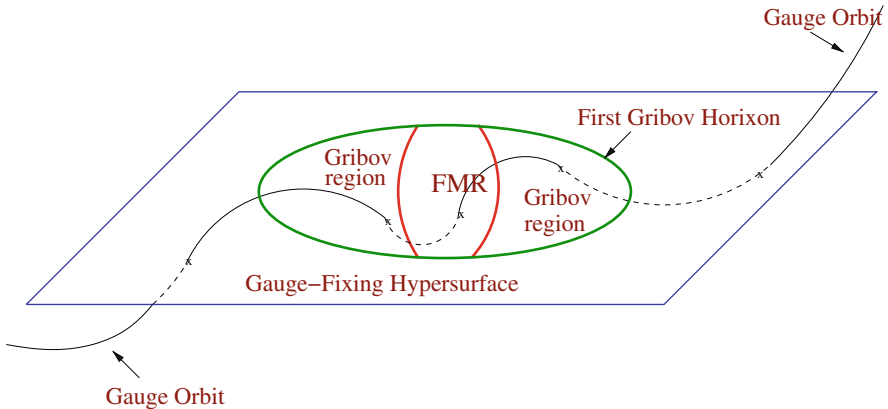 Gauge Orbit
First Gribov Horixon
Gribov
region
FMR
Gribov
region
x
x
x
x
x
Gauge-Fixing Hypersurface
Gauge Orbit